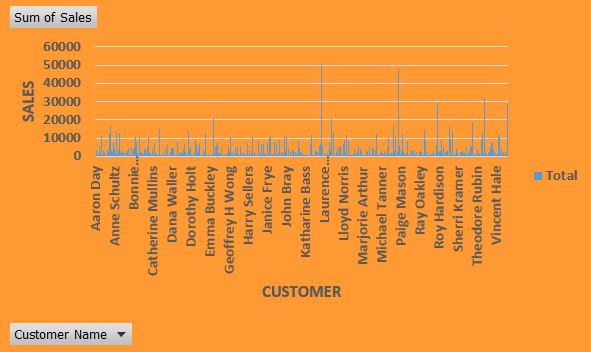 Sum of Sales
60000
50000
40000
30000
20000
10000
0
SALES
Aaron Day
Anne Schultz
Bonnie...
Catherine Mullins
Dana Waller
Dorothy Holt
Emma Buckley
Geoffrey H Wong
Harry Sellers
Janice Frye
John Bray
Katharine Bass
Laurence...
Lloyd Norris
Marjorie Arthur
Michael Tanner
Paige Mason
Ray Oakley
Roy Hardison
Sherri Kramer
Theodore Rubin
Vincent Hale
Total
CUSTOMER
Customer Name